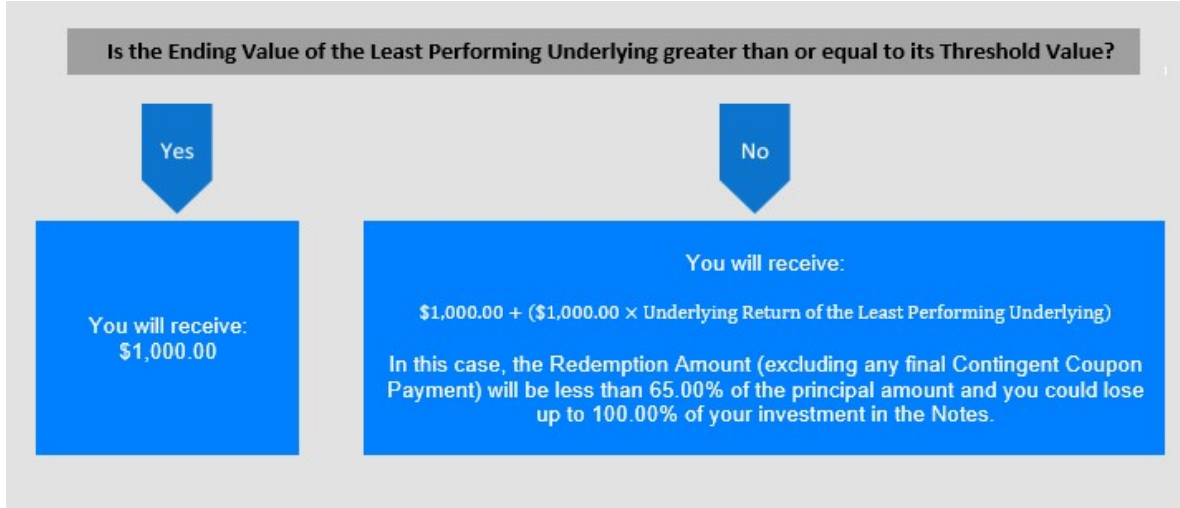 Is the Ending Value of the Least Performing Underlying greater than or equal to its Threshold Value?
Yes
No
You will receive:
$1,000.00
You will receive:
$1,000.00 + ($1,000.00 × Underlying Return of the Least Performing Underlying)
In this case, the Redemption Amount (excluding any final Contingent Coupon
Payment) will be less than 65.00% of the principal amount and you could lose
up to 100.00% of your investment in the Notes.